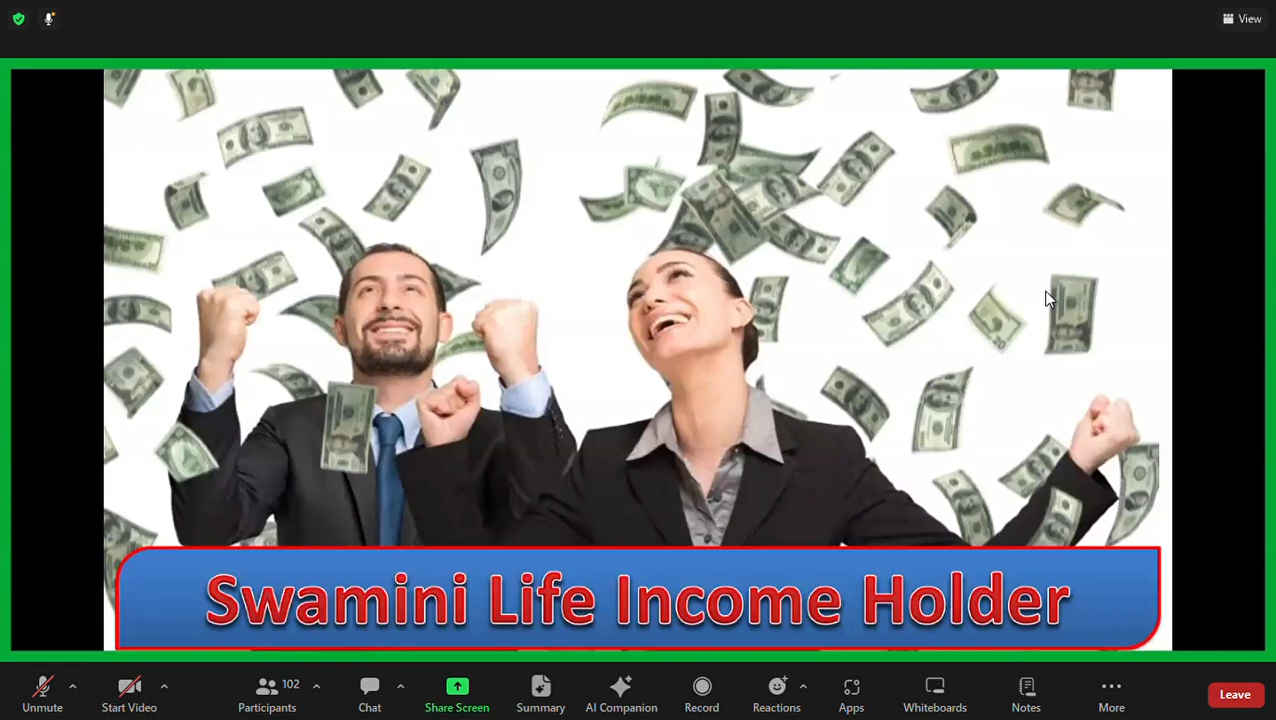 View
Swamini Life Income Holder
Unmute
Start Video
102
Participants
Chat
Share Screen
Summary
AI Companion
Record
Reactions
Apps
Whiteboards
Notes
More
Leave